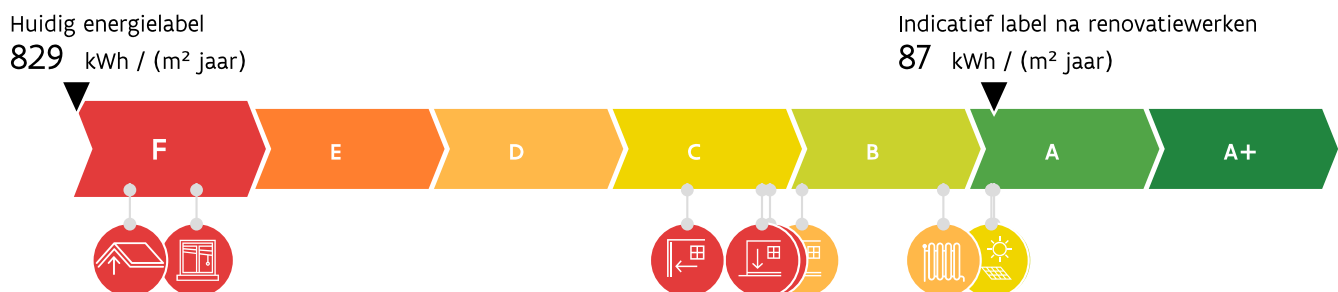 Huidig energielabel
829 kWh / (m² jaar)
Indicatief label na renovatiewerken
87 kWh / (m² jaar)
F E D C B A A+